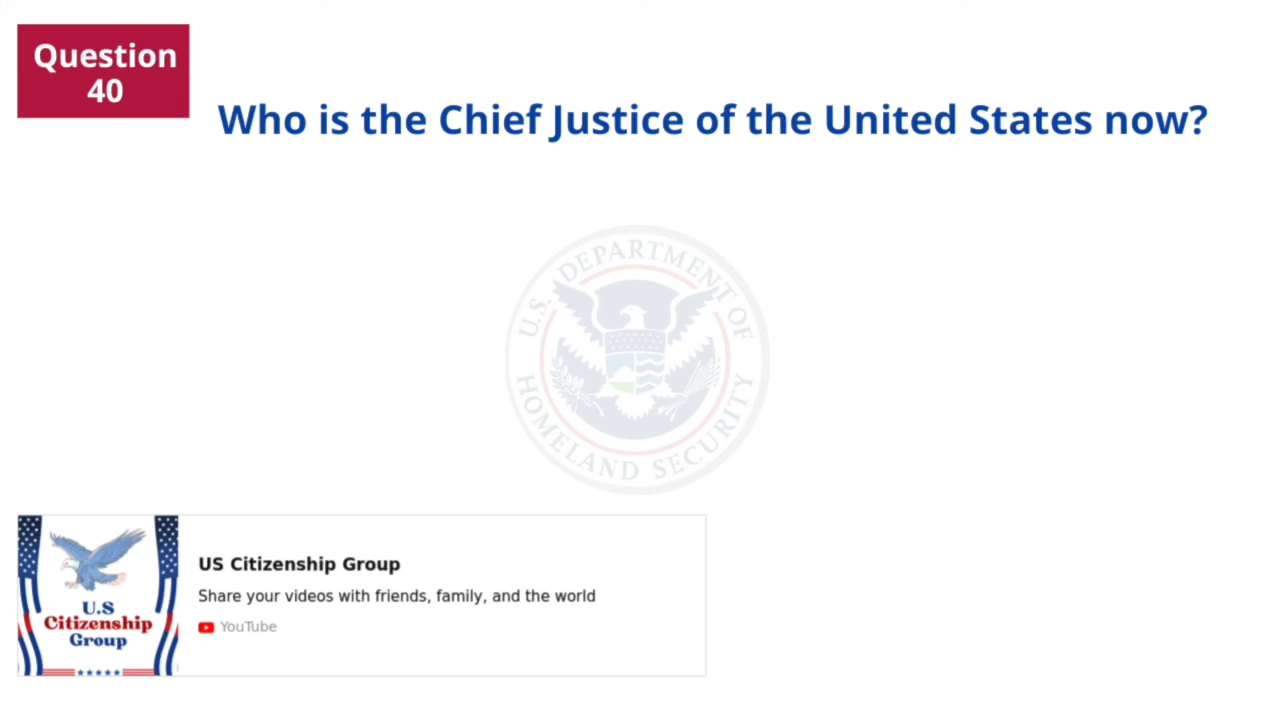 Question
40
Who is the Chief Justice of the United States now?
U.S. DEPARTMENT OF
HOMELAND SECURITY
US Citizenship Group
Share your videos with friends, family, and the world
YouTube
U.S
Citizenship
Group